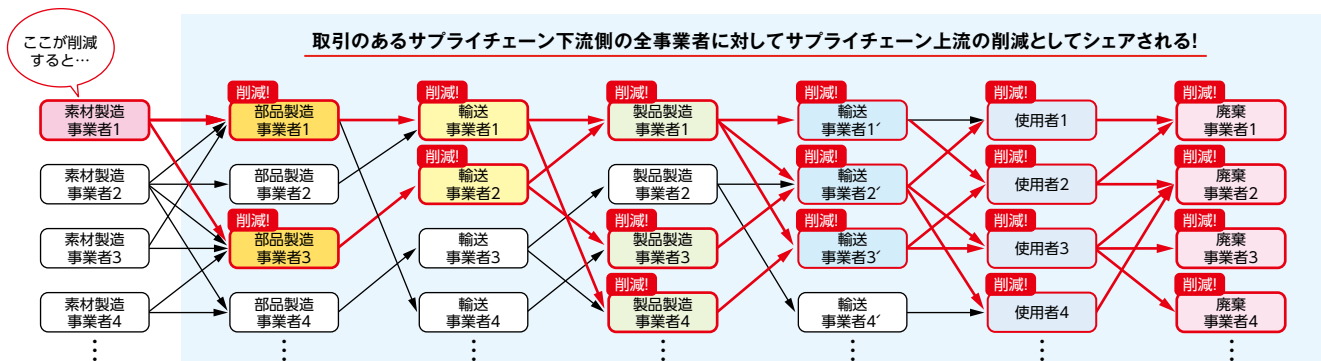 ここが削減
すると…
取引のあるサプライチェーン下流側の全事業者に対してサプライチェーン上流の削減としてシェアされる!
素材製造
事業者1
削減!
部品製造
事業者1
削減!
輸送
事業者1
削減!
製品製造
事業者1
削減!
輸送
事業者1´
削減!
使用者1
削減!
廃棄
事業者1
素材製造
事業者2
部品製造
事業者2
削減!
輸送
事業者2
製品製造
事業者2
削減!
輸送
事業者2´
削減!
使用者2
削減!
廃棄
事業者2
素材製造
事業者3
削減!
部品製造
事業者3
輸送
事業者3
削減!
製品製造
事業者3
削減!
輸送
事業者3´
削減!
使用者3
削減!
廃棄
事業者3
素材製造
事業者4
部品製造
事業者4
輸送
事業者4
削減!
製品製造
事業者4
輸送
事業者4´
削減!
使用者4
削減!
廃棄
事業者4
⋮ ⋮ ⋮ ⋮ ⋮ ⋮ ⋮